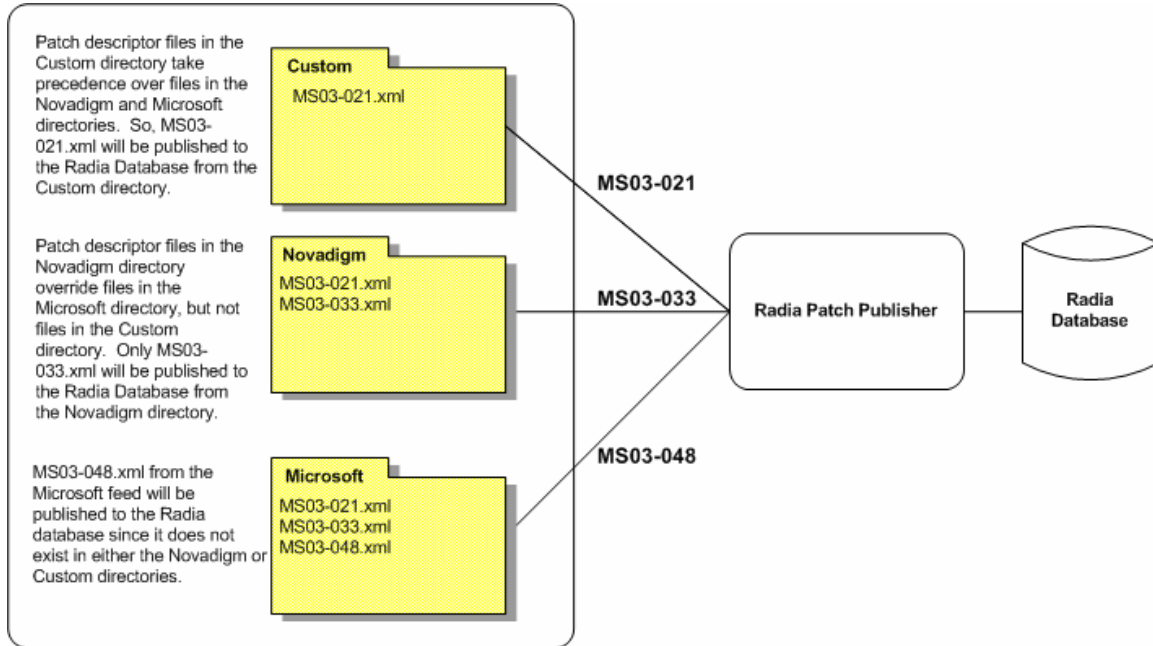 Patch descriptor files in the
Custom directory take
precedence over files in the
Novadigm and Microsoft
directories. So, MS03-
021.xml will be published to
the Radia Database from the
Custom directory.
Custom
MS03-021.xml
MS03-021
Patch descriptor files in the
Novadigm directory
override files in the
Microsoft directory, but not
files in the Custom
directory. Only MS03-
033.xml will be published to
the Radia Database from
the Novadigm directory.
Novadigm
MS03-021.xml
MS03-033.xml
MS03-033
Radia Patch Publisher
Radia
Database
MS03-048.xml from the
Microsoft feed will be
published to the Radia
database since it does not
exist in either the Novadigm or
Custom directories.
Microsoft
MS03-021.xml
MS03-033.xml
MS03-048.xml
MS03-048